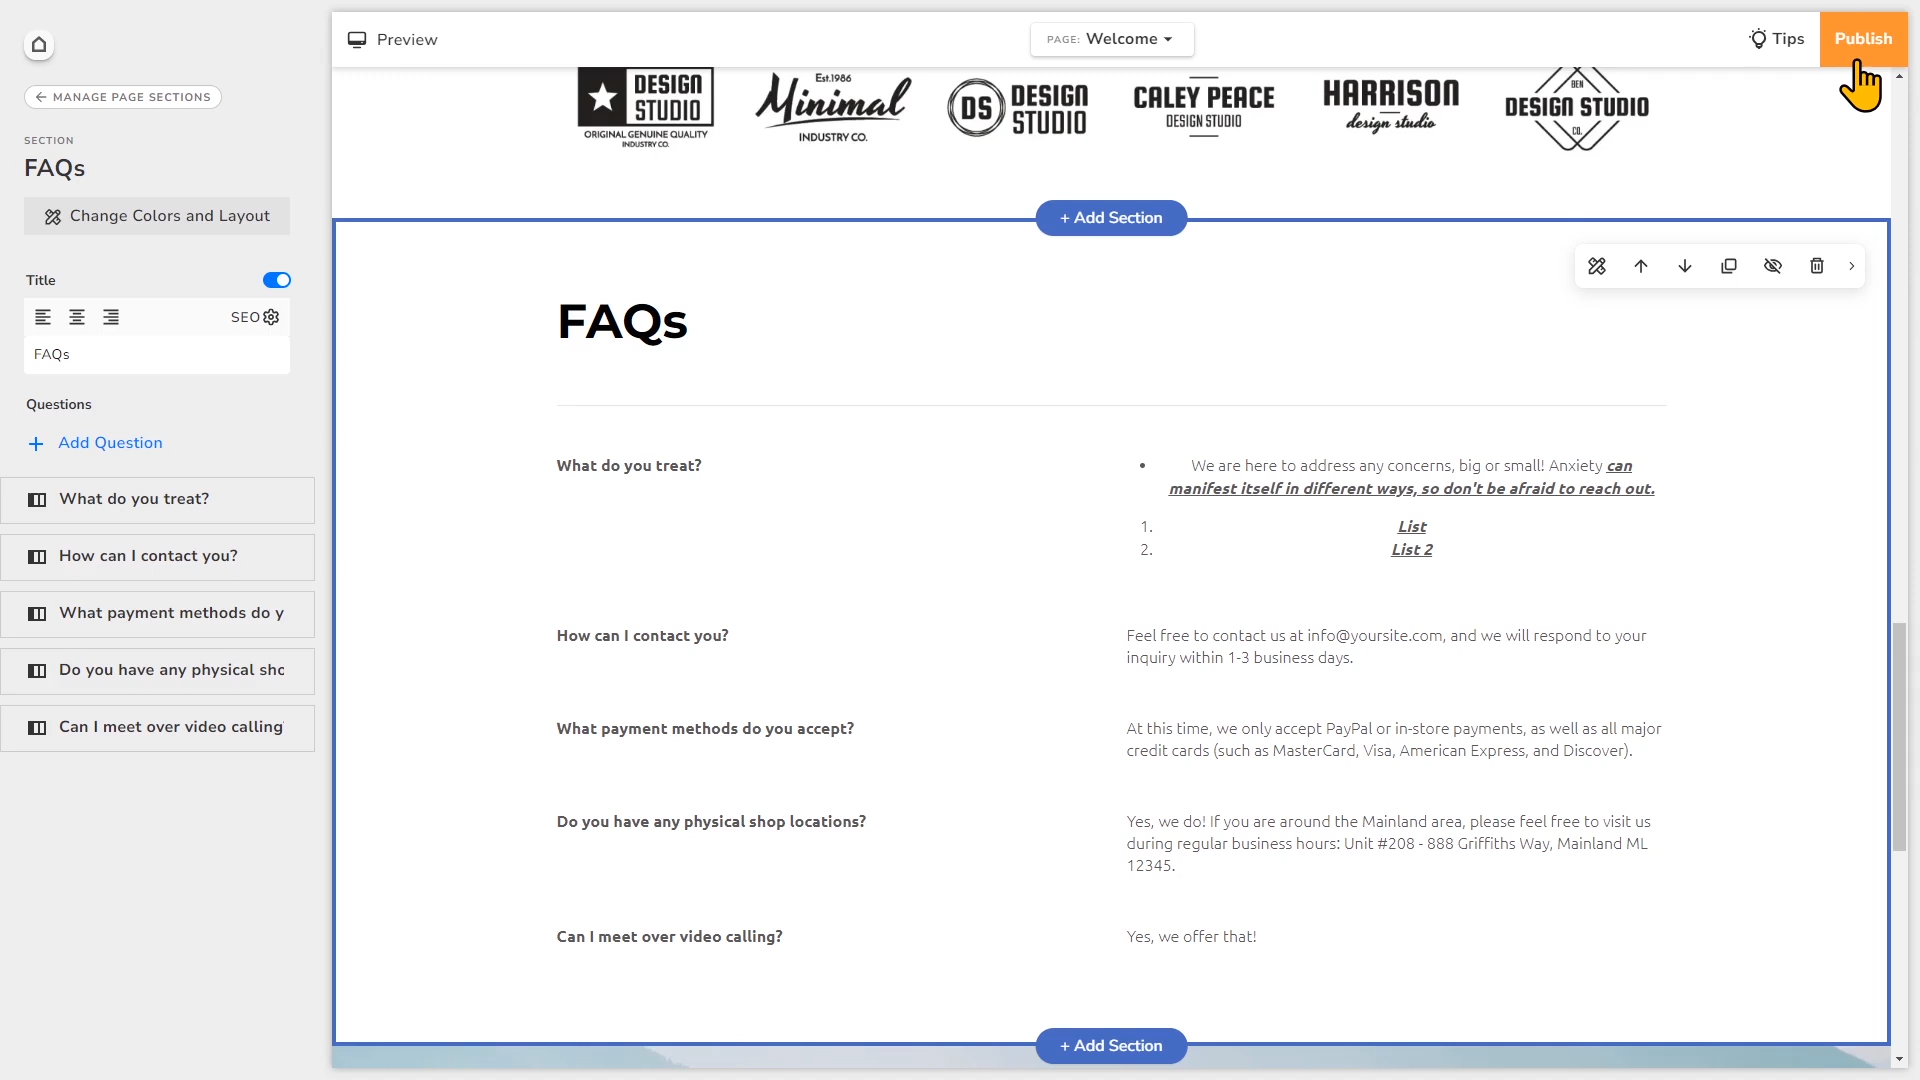 Preview
PAGE: Welcome
Tips
Publish
MANAGE PAGE SECTIONS
SECTION
FAQs
Change Colors and Layout
Title
SEO
FAQs
Questions
Add Question
What do you treat?
How can I contact you?
What payment methods do y
Do you have any physical sho
Can I meet over video calling?
DESIGN
STUDIO
ORIGINAL GENUINE QUALITY
INDUSTRY CO.
Est.1986
Minimal
INDUSTRY CO.
DS DESIGN
STUDIO
CALEY PEACE
DESIGN STUDIO
HARRISON
design studio
BEN
DESIGN STUDIO
CO.
+ Add Section
FAQs
What do you treat?
• We are here to address any concerns, big or small! Anxiety can
manifest itself in different ways, so don't be afraid to reach out.
1. List
2. List 2
How can I contact you?
Feel free to contact us at info@yoursite.com, and we will respond to your
inquiry within 1-3 business days.
What payment methods do you accept?
At this time, we only accept PayPal or in-store payments, as well as all major
credit cards (such as MasterCard, Visa, American Express, and Discover).
Do you have any physical shop locations?
Yes, we do! If you are around the Mainland area, please feel free to visit us
during regular business hours: Unit #208 - 888 Griffiths Way, Mainland ML
12345.
Can I meet over video calling?
Yes, we offer that!
+ Add Section